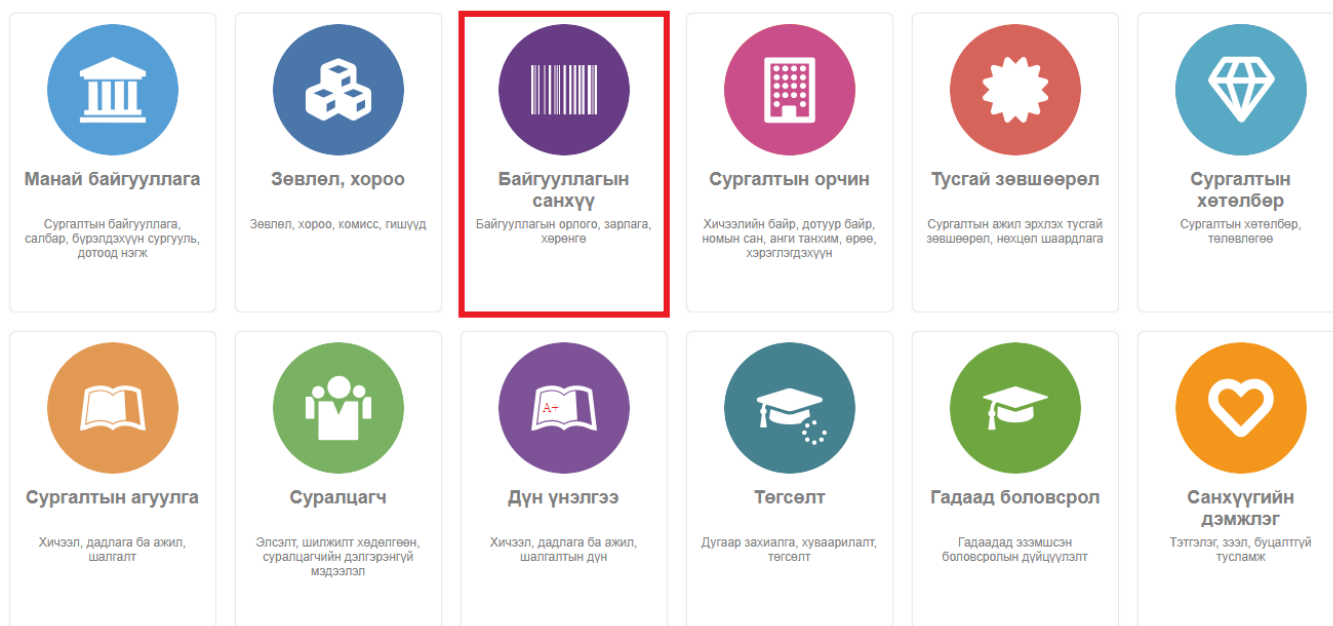 Манай байгууллага
Сургалтын байгууллага,
салбар, бүрэлдэхүүн сургууль,
дотоод нэгж
Зөвлөл, хороо
Зөвлөл, хороо, комисс, гишүүд
Байгууллагын
санхүү
Байгууллагын орлого, зарлага,
хөрөнгө
Сургалтын орчин
Хичээлийн байр, дотуур байр,
номын сан, анги танхим, өрөө,
хэрэглэгдэхүүн
Тусгай зөвшөөрөл
Сургалтын ажил эрхлэх тусгай
зөвшөөрөл, нөхцөл шаардлага
Сургалтын
хөтөлбөр
Сургалтын хөтөлбөр,
төлөвлөгөө
Сургалтын агуулга
Хичээл, дадлага ба ажил,
шалгалт
Суралцагч
Элсэлт, шилжилт хөдөлгөөн,
суралцагчийн дэлгэрэнгүй
мэдээлэл
A+
Дүн үнэлгээ
Хичээл, дадлага ба ажил,
шалгалтын дүн
Төгсөлт
Дугаар захиалга, хуваарилалт,
төгсөлт
Гадаад боловсрол
Гадаадад эзэмшсэн
боловсролын дүйцүүлэлт
Санхүүгийн
дэмжлэг
Тэтгэлэг, зээл, буцалтгүй
тусламж